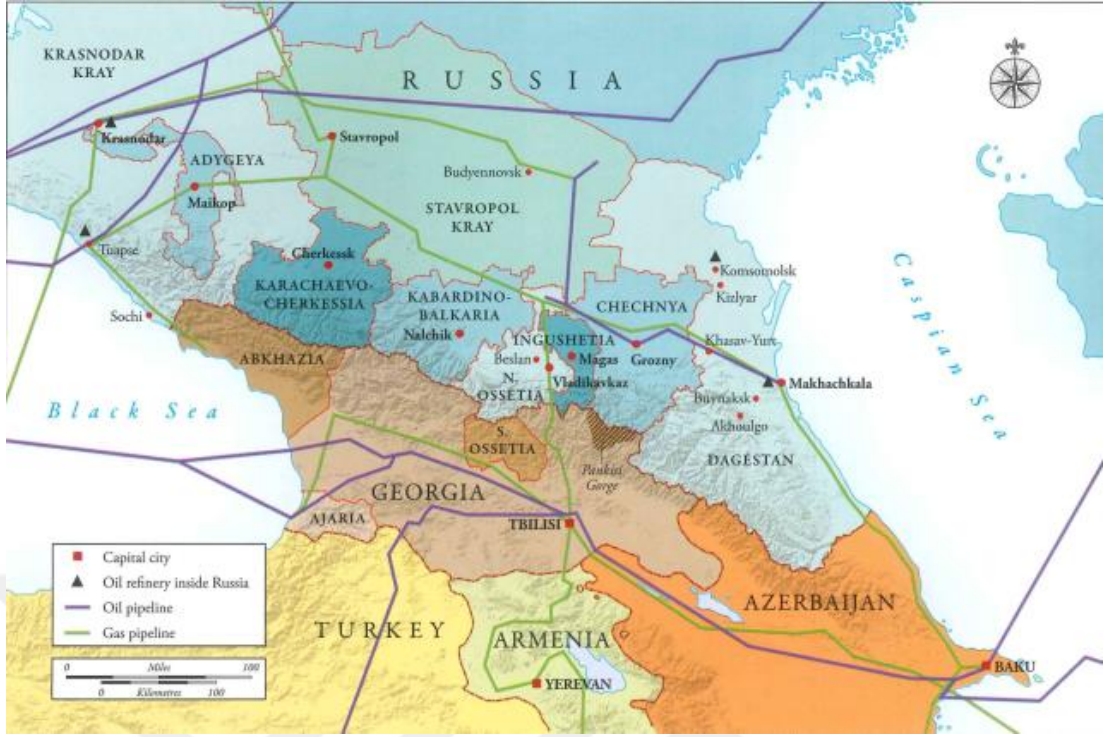 KRASNODAR
KRAY
RUSSIA
Krasnodar
Stavropol
ADYGEYA
Budyennovsk
Maikop
STAVROPOL
KRAY
Tuapse
Cherkessk
Komsomolsk
Kizlyar
KARACHAEVO-
CHERKESSIA
KABARDINO-
BALKARIA
CHECHNYA
Sochi
Nalchik
INGUSHETIA
Grozny
Khasav-Yurt
ABKHAZIA
Beslan
Magas
N.
OSSETIA
Vladikavkaz
Makhachkala
Buynaksk
Akhoulgo
Black Sea
Caspian Sea
S.
OSSETIA
Pankisi
Gorge
DAGESTAN
GEORGIA
AJARIA
TBILISI
Capital city
Oil refinery inside Russia
Oil pipeline
Gas pipeline
0 Miles 100
0 Kilometres 100
TURKEY
ARMENIA
AZERBAIJAN
YEREVAN
BAKU